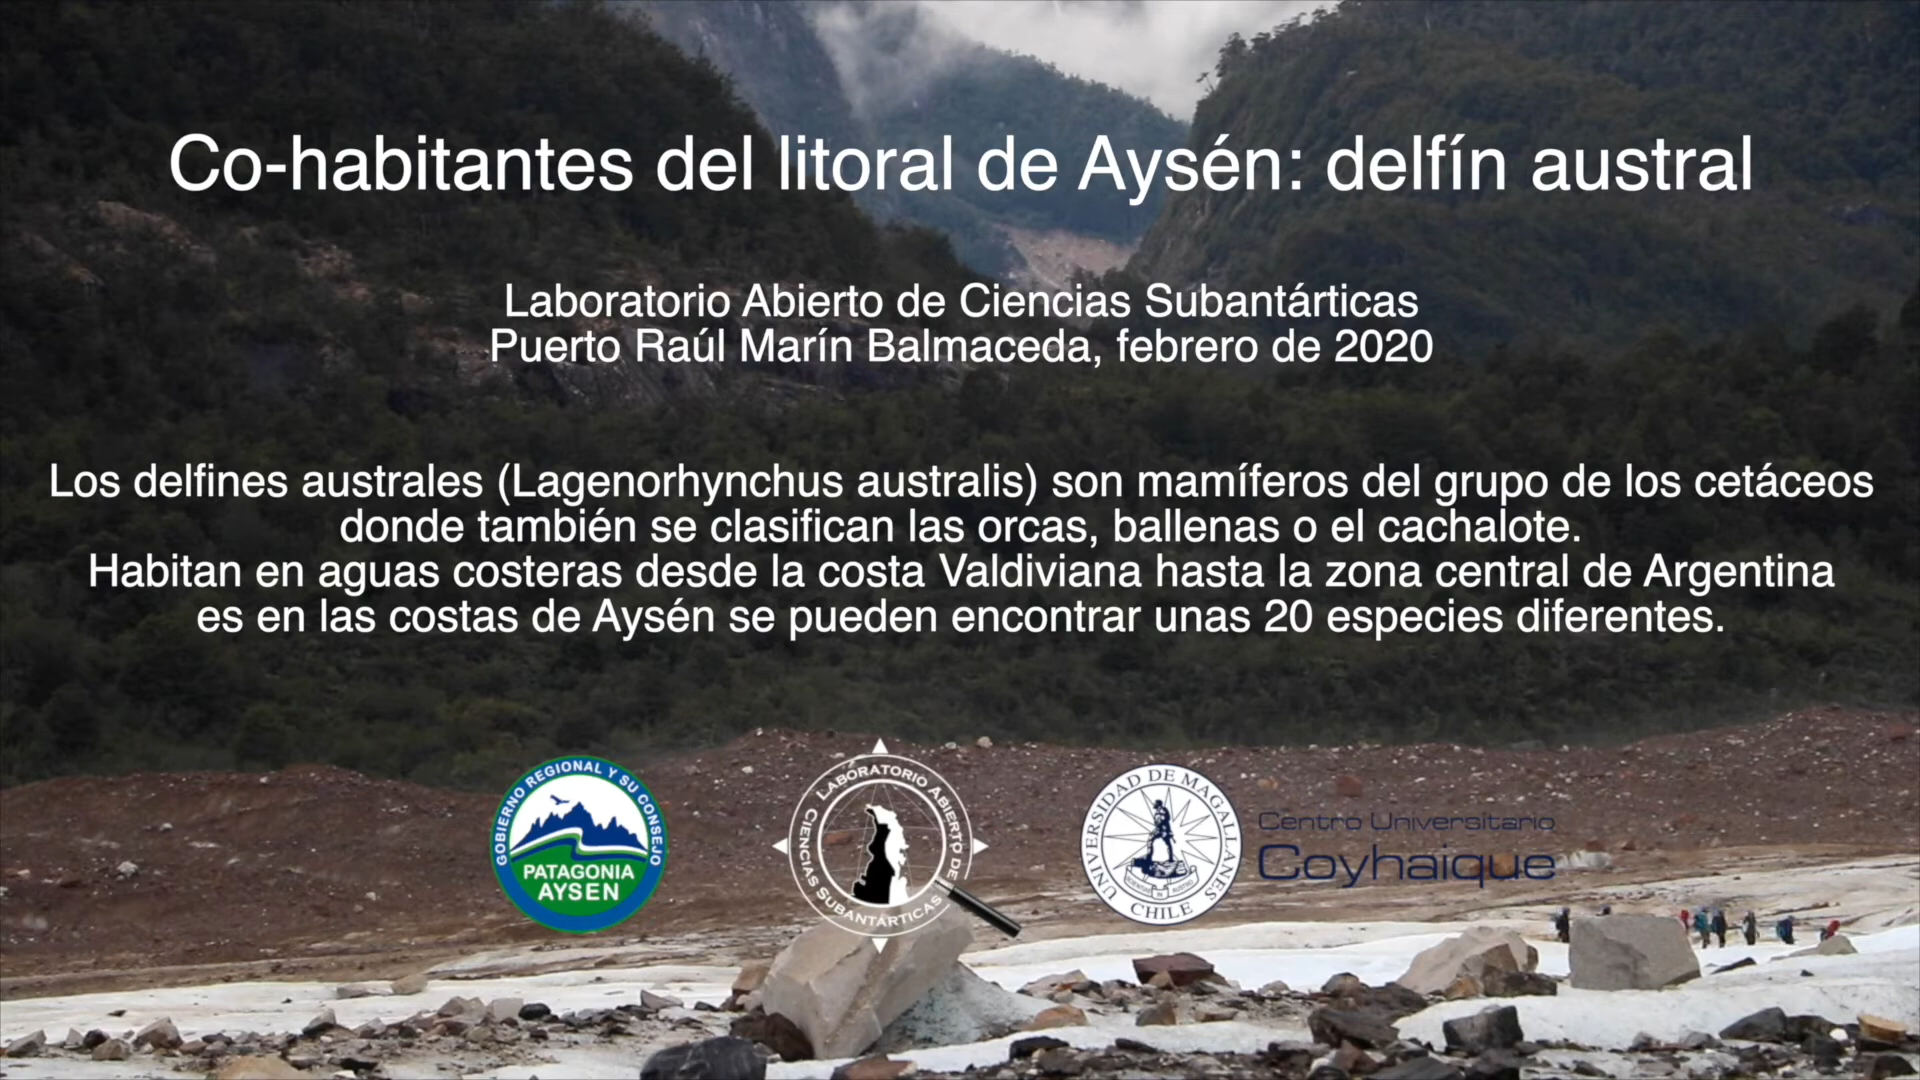 Co-habitantes del litoral de Aysén: delfín austral
Laboratorio Abierto de Ciencias Subantárticas
Puerto Raúl Marín Balmaceda, febrero de 2020
Los delfines australes (Lagenorhynchus australis) son mamíferos del grupo de los cetáceos
donde también se clasifican las orcas, ballenas o el cachalote.
Habitan en aguas costeras desde la costa Valdiviana hasta la zona central de Argentina
es en las costas de Aysén se pueden encontrar unas 20 especies diferentes.
GOBIERNO REGIONAL Y SU CONSEJO
PATAGONIA
AYSEN
LABORATORIO ABIERTO DE
CIENCIAS SUBANTÁRTICAS
UNIVERSIDAD DE MAGALLANES
CHILE
Centro Universitario
Coyhaique